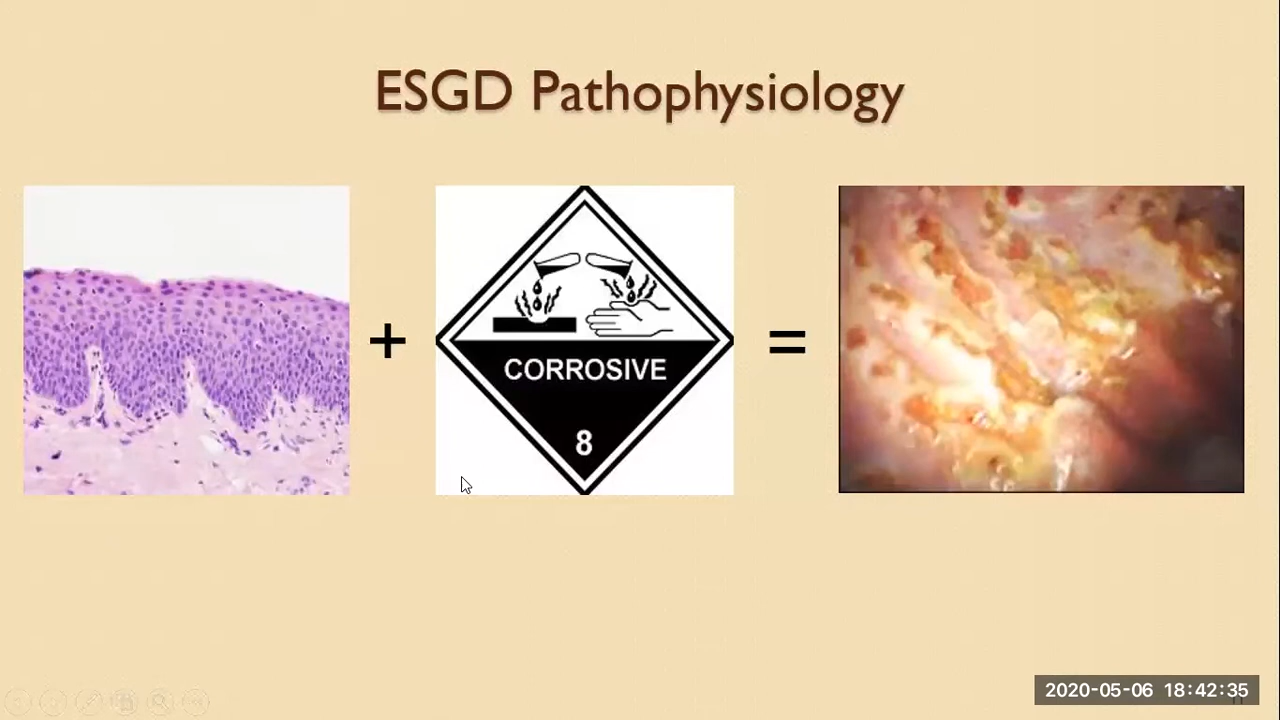 ESGD Pathophysiology
+
=
CORROSIVE
8
2020-05-06 18:42:35